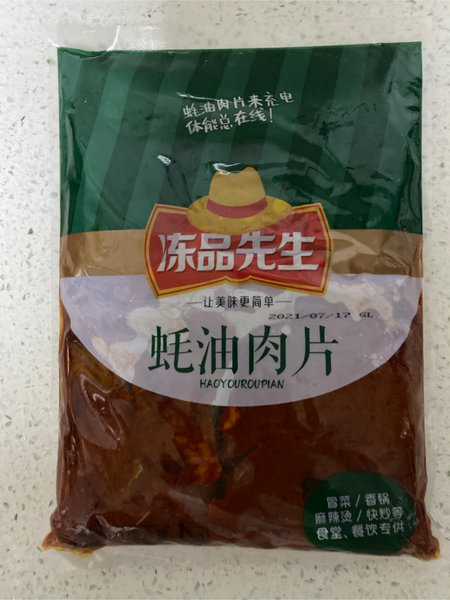 蚝油肉片来充电
体能总在线!
冻品先生
让美味更简单
2021/07/17 GL
蚝油肉片
HAOYOUROUPIAN
冒菜/香锅
麻辣烫/快炒等
食堂、餐饮专供